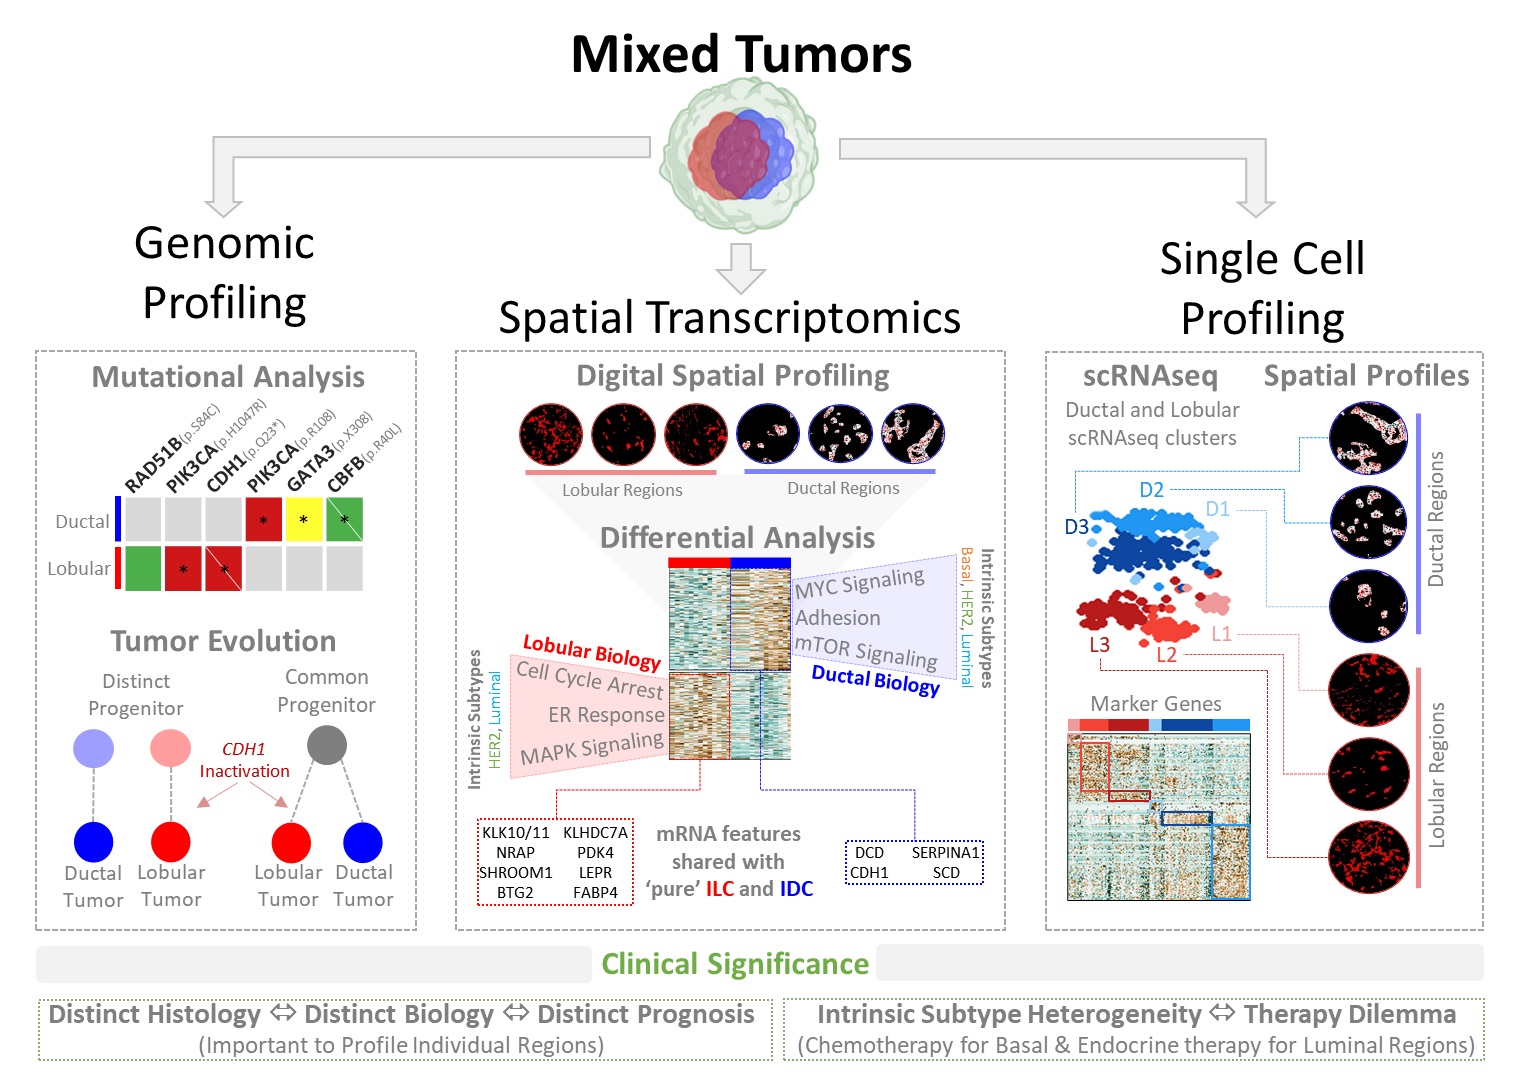 Mixed Tumors
Genomic
Profiling
Mutational Analysis
RAD51B(p.S84C)
PIK3CA(p.H1047R)
CDH1(p.Q23*)
PIK3CA(p.R108)
GATA3(p.X308)
CBFB(p.R40L)
Ductal
* * *
Lobular
* *
Tumor Evolution
Distinct
Progenitor
Common
Progenitor
CDH1
Inactivation
Ductal
Tumor
Lobular
Tumor
Lobular
Tumor
Ductal
Tumor
Spatial Transcriptomics
Digital Spatial Profiling
Lobular Regions
Ductal Regions
Differential Analysis
MYC Signaling
Adhesion
mTOR Signaling
Ductal Biology
Intrinsic Subtypes
Basal, HER2, Luminal
Lobular Biology
Cell Cycle Arrest
ER Response
MAPK Signaling
Intrinsic Subtypes
HER2, Luminal
KLK10/11 KLHDC7A
NRAP PDK4
SHROOM1 LEPR
BTG2 FABP4
mRNA features
shared with
‘pure’ ILC and IDC
DCD SERPINA1
CDH1 SCD
Single Cell
Profiling
scRNAseq
Spatial Profiles
Ductal and Lobular
scRNAseq clusters
D2
D1
D3
L1
L2
L3
Marker Genes
Ductal Regions
Lobular Regions
Clinical Significance
Distinct Histology ⇔ Distinct Biology ⇔ Distinct Prognosis
(Important to Profile Individual Regions)
Intrinsic Subtype Heterogeneity ⇔ Therapy Dilemma
(Chemotherapy for Basal & Endocrine therapy for Luminal Regions)